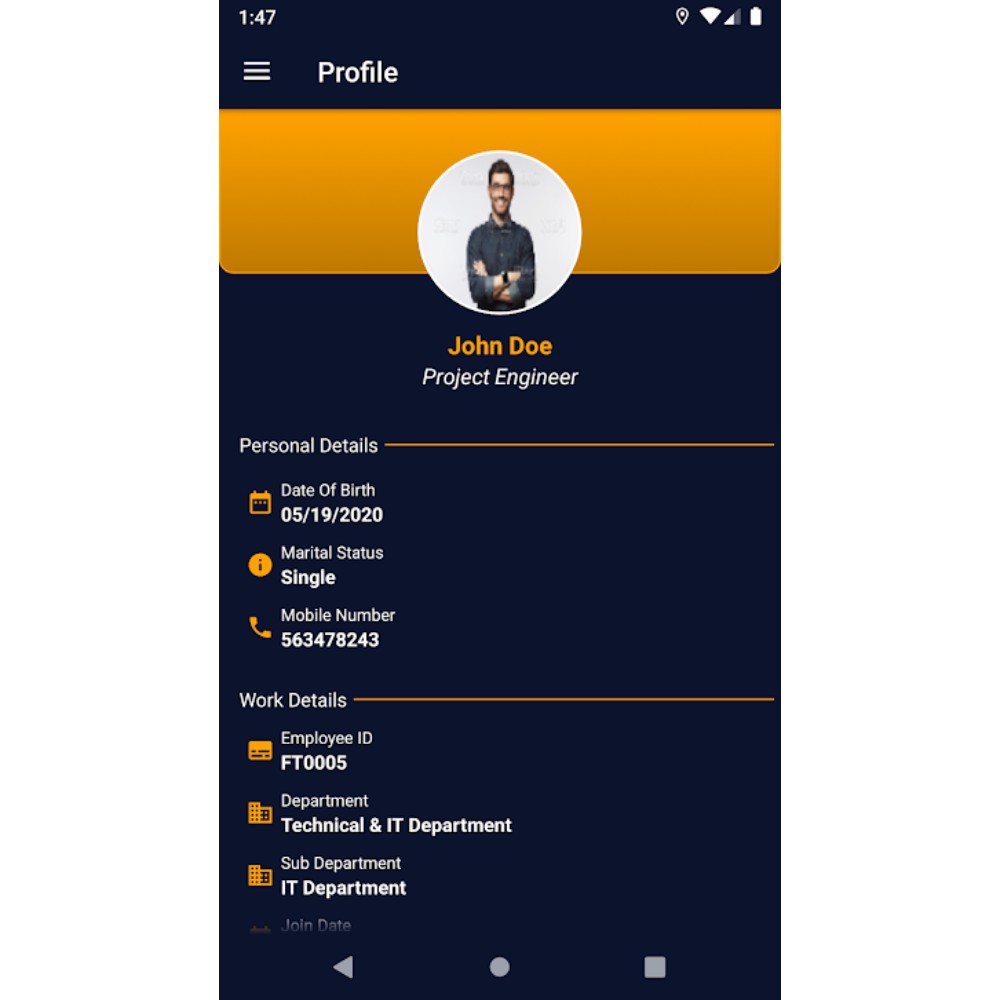 1:47
Profile
John Doe
Project Engineer
Personal Details
Date Of Birth
05/19/2020
Marital Status
Single
Mobile Number
563478243
Work Details
Employee ID
FT0005
Department
Technical & IT Department
Sub Department
IT Department
Join Date